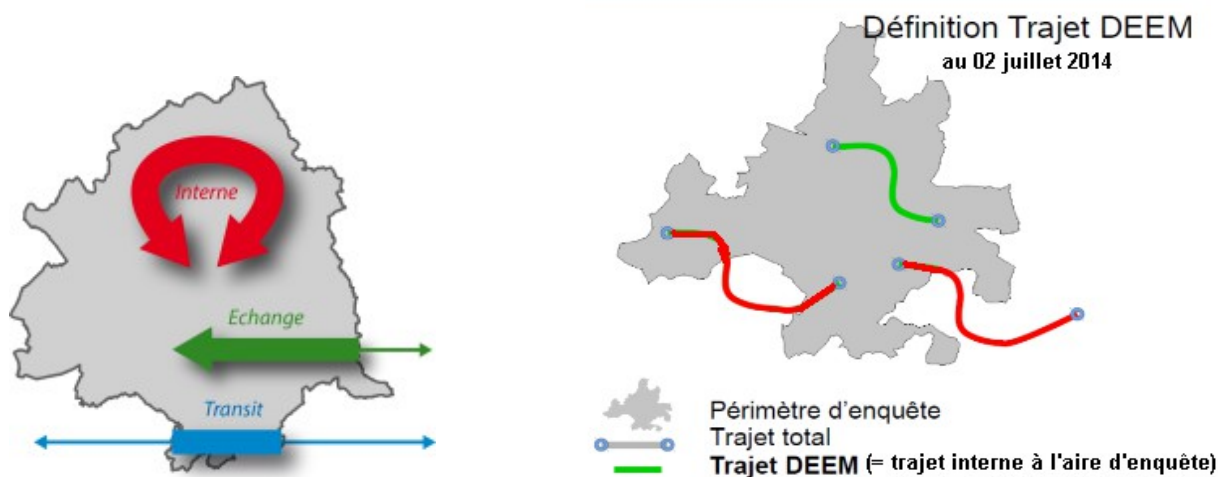 Interne
Echange
Transit
Définition Trajet DEEM
au 02 juillet 2014
Périmètre d'enquête
Trajet total
Trajet DEEM (= trajet interne à l'aire d'enquête)